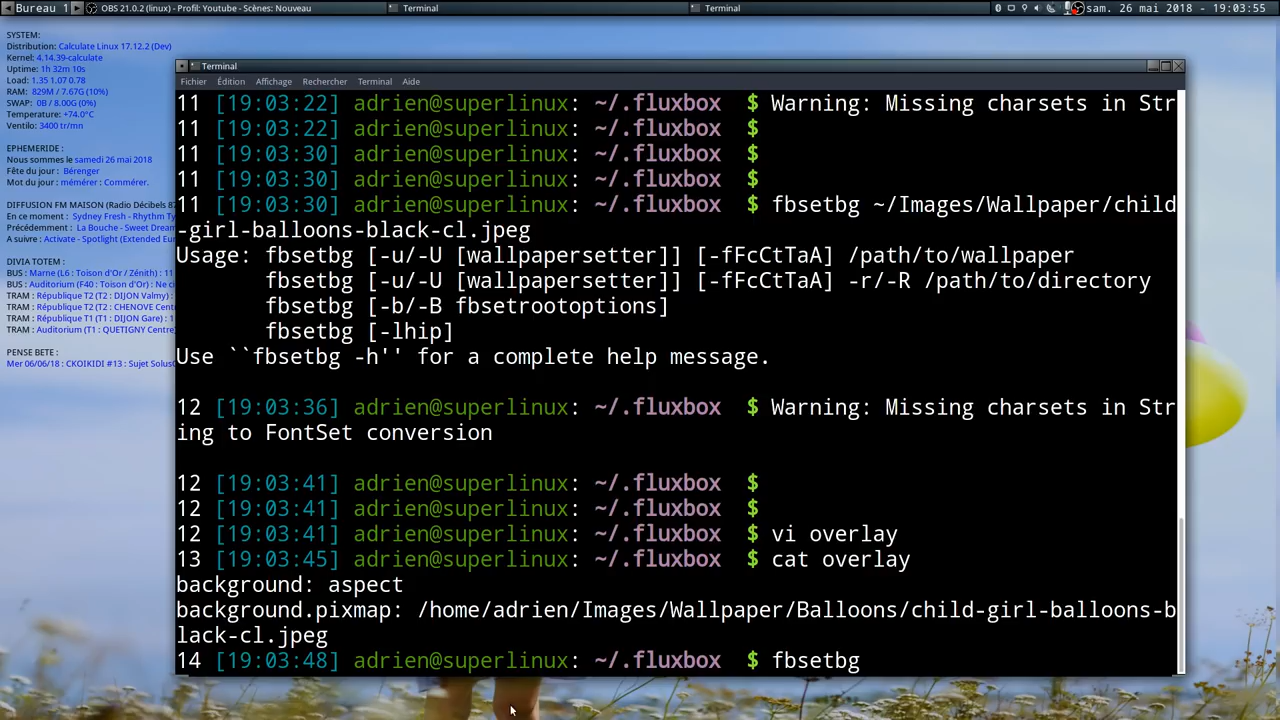 Bureau 1
OBS 21.0.2 (linux) - Profil: Youtube - Scènes: Nouveau
Terminal
Terminal
sam. 26 mai 2018 - 19:03:55
SYSTEM:
Distribution: Calculate Linux 17.12.2 (Dev)
Kernel: 4.14.39-calculate
Uptime: 1h 32m 10s
Load: 1.35 1.07 0.78
RAM: 829M / 7.67G (10%)
SWAP: 0B / 8.00G (0%)
Temperature: +74.0°C
Ventilo: 3400 tr/mn
EPHEMERIDE :
Nous sommes le samedi 26 mai 2018
Fête du jour : Bérenger
Mot du jour : mémérer : Commérer.
DIFFUSION FM MAISON (Radio Décibels 87
En ce moment : Sydney Fresh - Rhythm Ty
Précédemment : La Bouche - Sweet Dream
A suivre : Activate - Spotlight (Extended Eu
DIVIA TOTEM :
BUS : Marne (L6 : Toison d'Or / Zénith) : 11
BUS : Auditorium (F40 : Toison d'Or) : Ne c
TRAM : République T2 (T2 : DIJON Valmy) :
TRAM : République T2 (T2 : CHENOVE Cent
TRAM : République T1 (T1 : DIJON Gare) : 1
TRAM : Auditorium (T1 : QUETIGNY Centre)
PENSE BETE :
Mer 06/06/18 : CKOIKIDI #13 : Sujet SolusO
Terminal
Fichier Édition Affichage Rechercher Terminal Aide
11 [19:03:22] adrien@superlinux: ~/.fluxbox $ Warning: Missing charsets in Str
11 [19:03:22] adrien@superlinux: ~/.fluxbox $
11 [19:03:30] adrien@superlinux: ~/.fluxbox $
11 [19:03:30] adrien@superlinux: ~/.fluxbox $
11 [19:03:30] adrien@superlinux: ~/.fluxbox $ fbsetbg ~/Images/Wallpaper/child
-girl-balloons-black-cl.jpeg
Usage: fbsetbg [-u/-U [wallpapersetter]] [-fFcCtTaA] /path/to/wallpaper
fbsetbg [-u/-U [wallpapersetter]] [-fFcCtTaA] -r/-R /path/to/directory
fbsetbg [-b/-B fbsetrootoptions]
fbsetbg [-lhip]
Use ``fbsetbg -h'' for a complete help message.
12 [19:03:36] adrien@superlinux: ~/.fluxbox $ Warning: Missing charsets in Str
ing to FontSet conversion
12 [19:03:41] adrien@superlinux: ~/.fluxbox $
12 [19:03:41] adrien@superlinux: ~/.fluxbox $
12 [19:03:41] adrien@superlinux: ~/.fluxbox $ vi overlay
13 [19:03:45] adrien@superlinux: ~/.fluxbox $ cat overlay
background: aspect
background.pixmap: /home/adrien/Images/Wallpaper/Balloons/child-girl-balloons-b
lack-cl.jpeg
14 [19:03:48] adrien@superlinux: ~/.fluxbox $ fbsetbg